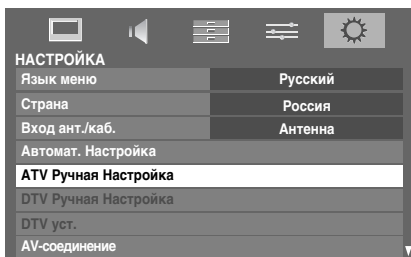 НАСТРОЙКА
Язык меню Русский
Страна Россия
Вход ант./каб. Антенна
Автомат. Настройка
ATV Ручная Настройка
DTV Ручная Настройка
DTV уст.
AV-соединение